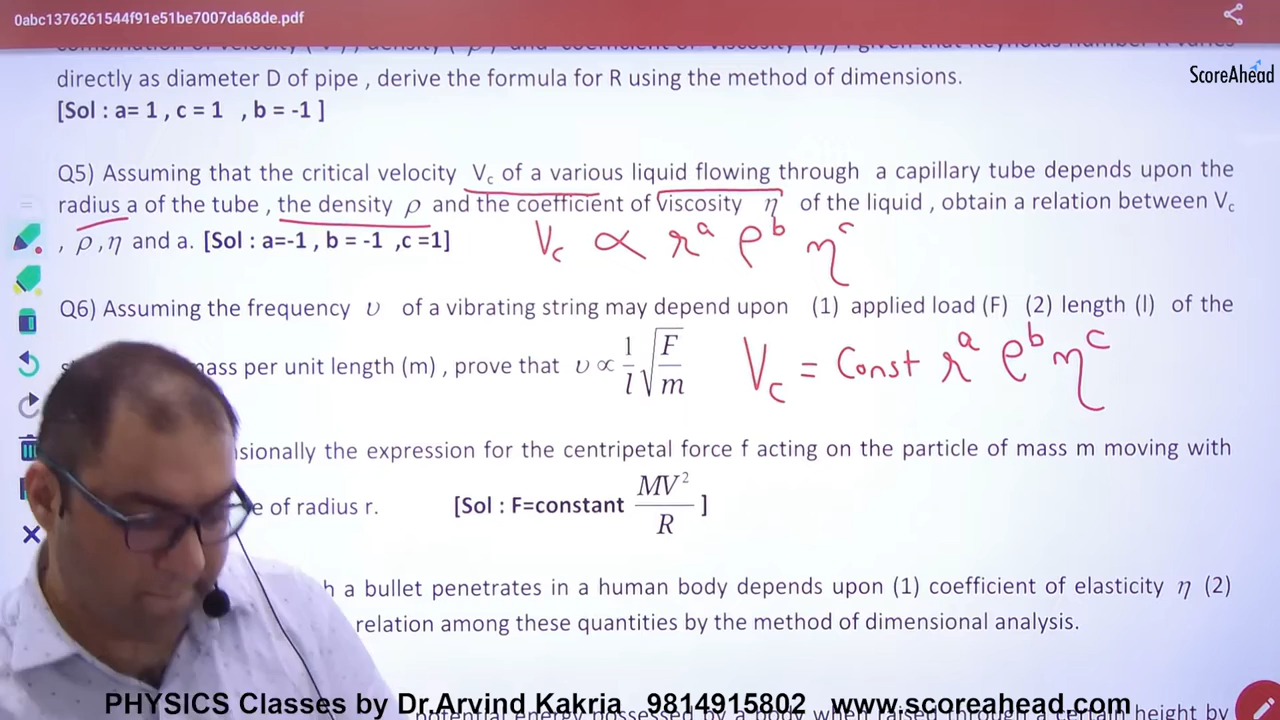 0abc1376261544f91e51be7007da68de.pdf
ScoreAhead
directly as diameter D of pipe , derive the formula for R using the method of dimensions.
[Sol : a= 1 , c = 1 , b = -1 ]
Q5) Assuming that the critical velocity Vc of a various liquid flowing through a capillary tube depends upon the
radius a of the tube , the density ρ and the coefficient of viscosity η of the liquid , obtain a relation between Vc
, ρ , η and a. [Sol : a=-1 , b = -1 ,c =1]
Vc ∝ r^a ρ^b η^c
Q6) Assuming the frequency υ of a vibrating string may depend upon (1) applied load (F) (2) length (l) of the
mass per unit length (m) , prove that υ ∝ 1/l √(F/m)
Vc = Const r^a ρ^b η^c
the expression for the centripetal force f acting on the particle of mass m moving with
of radius r. [Sol : F=constant MV²/R ]
a bullet penetrates in a human body depends upon (1) coefficient of elasticity η (2)
relation among these quantities by the method of dimensional analysis.
PHYSICS Classes by Dr.Arvind Kakria 9814915802 www.scoreahead.com